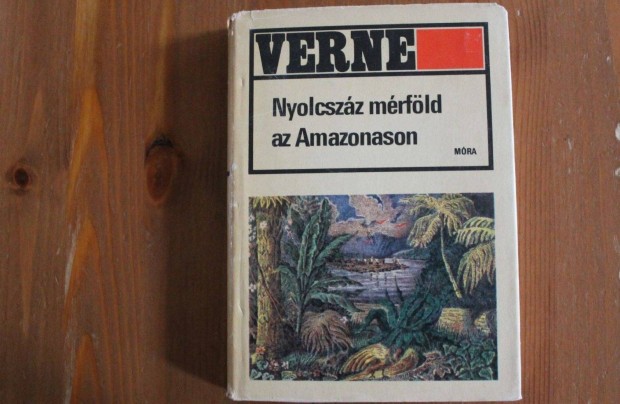 VERNE
Nyolcszáz mérföld
az Amazonason
MÓRA